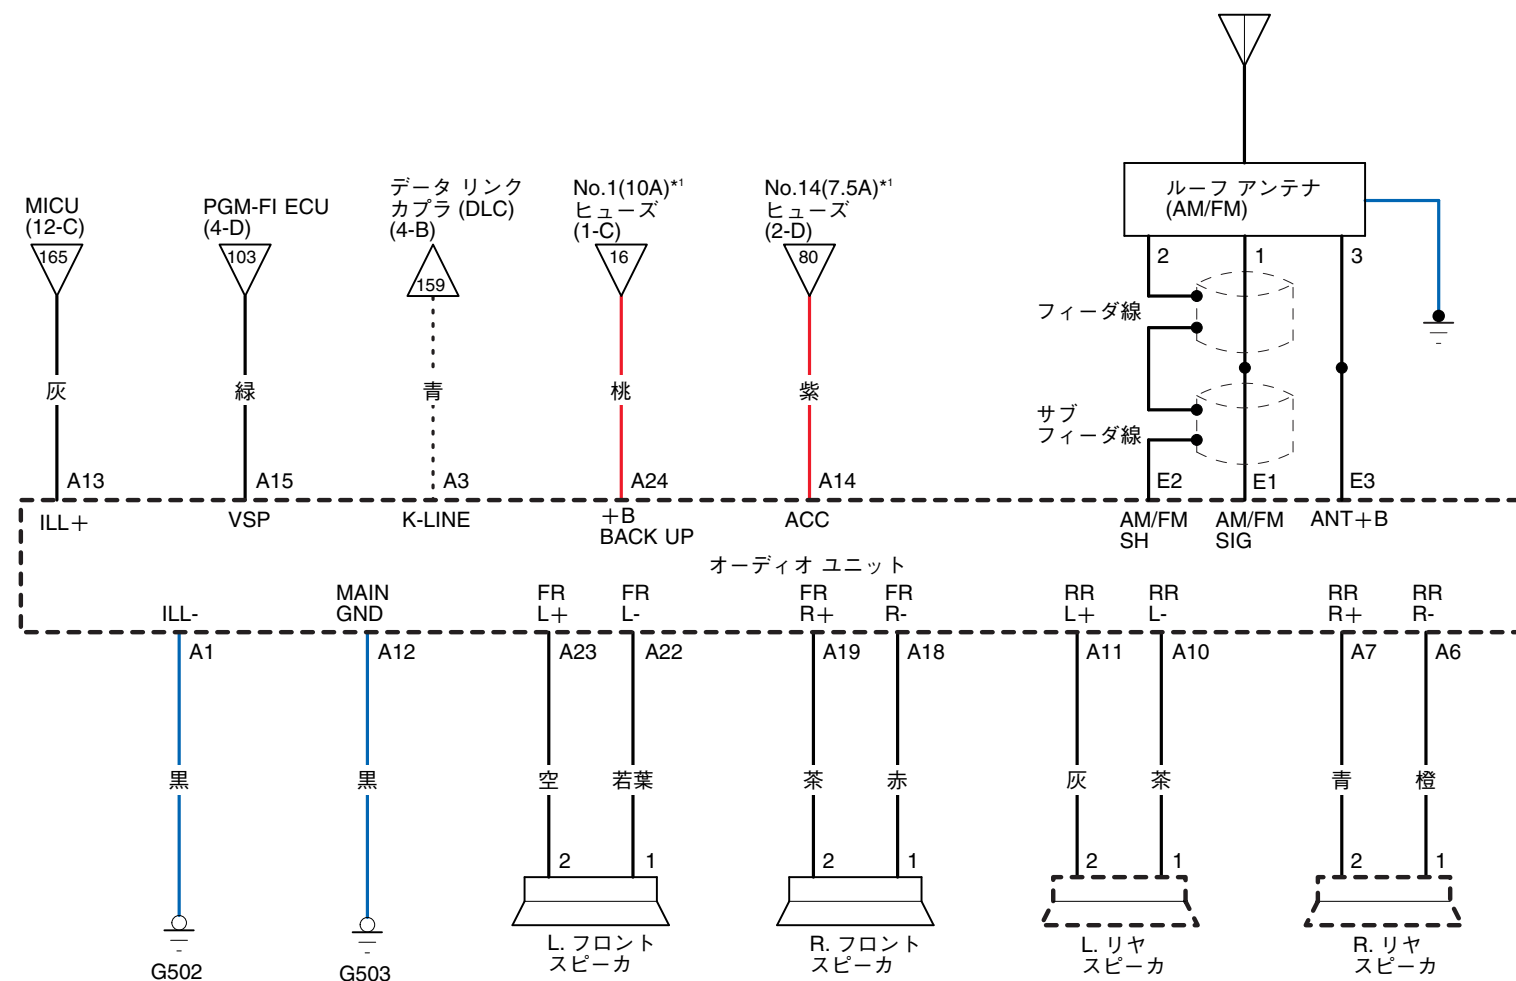 MICU
(12-C)
165
PGM-FI ECU
(4-D)
103
データ リンク
カプラ (DLC)
(4-B)
159
No.1(10A)*1
ヒューズ
(1-C)
16
No.14(7.5A)*1
ヒューズ
(2-D)
80
ルーフ アンテナ
(AM/FM)
2
1
3
フィーダ線
サブ
フィーダ線
灰
緑
青
桃
紫
A13
A15
A3
A24
A14
E2
E1
E3
ILL+
VSP
K-LINE
+B
BACK UP
ACC
AM/FM
SH
AM/FM
SIG
ANT+B
オーディオ ユニット
ILL-
MAIN
GND
FR
L+
FR
L-
FR
R+
FR
R-
RR
L+
RR
L-
RR
R+
RR
R-
A1
A12
A23
A22
A19
A18
A11
A10
A7
A6
黒
黒
空
若葉
茶
赤
灰
茶
青
橙
2
1
2
1
2
1
2
1
G502
G503
L. フロント
スピーカ
R. フロント
スピーカ
L. リヤ
スピーカ
R. リヤ
スピーカ